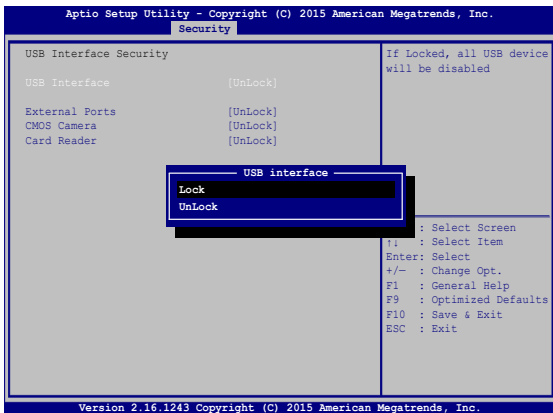 Aptio Setup Utility - Copyright (C) 2015 American Megatrends, Inc.
Security
USB Interface Security
USB Interface [UnLock]
External Ports [UnLock]
CMOS Camera [UnLock]
Card Reader [UnLock]
If Locked, all USB device
will be disabled
USB interface
Lock
UnLock
: Select Screen
↑↓ : Select Item
Enter: Select
+/— : Change Opt.
F1 : General Help
F9 : Optimized Defaults
F10 : Save & Exit
ESC : Exit
Version 2.16.1243 Copyright (C) 2015 American Megatrends, Inc.